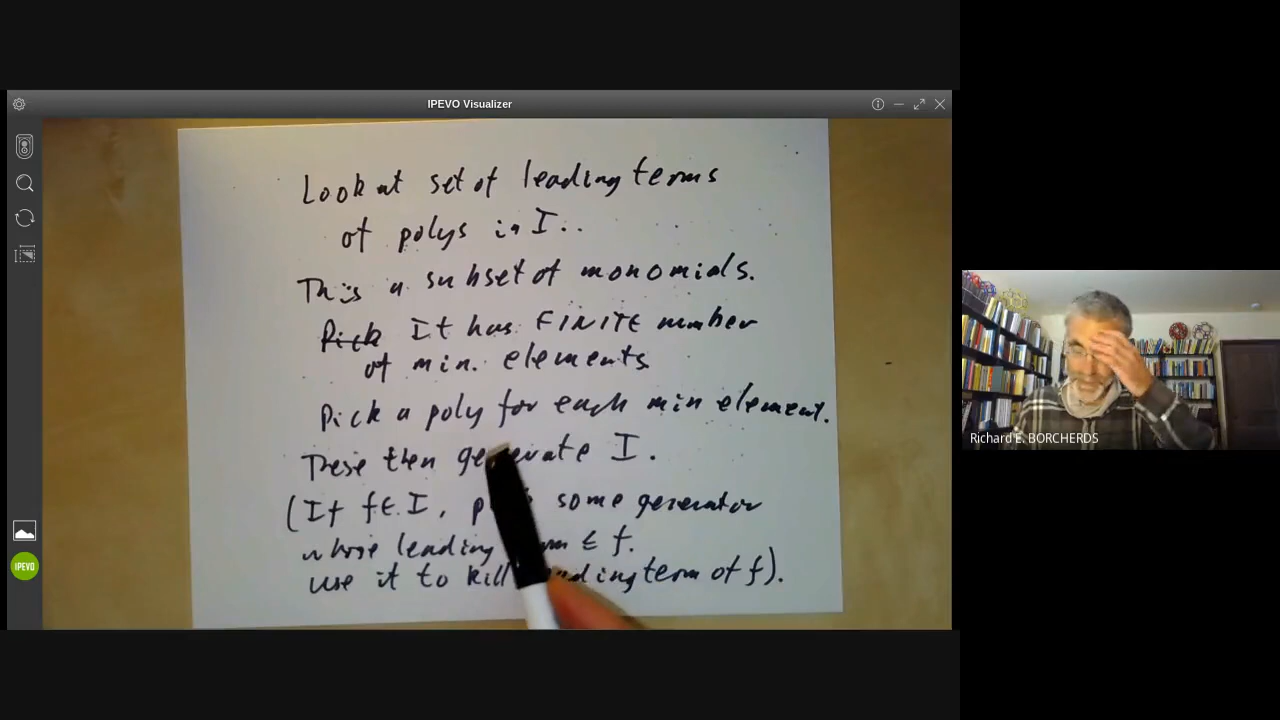 IPEVO Visualizer
Look at set of leading terms
of polys in I..
This is a subset of monomials.
Pick It has FINITE number
of min. elements
Pick a poly for each min element.
These then generate I.
(If f ∈ I, some generator
whose leading ≤ f.
use it to kill leading term of f).
IPEVO
Richard E. BORCHERDS